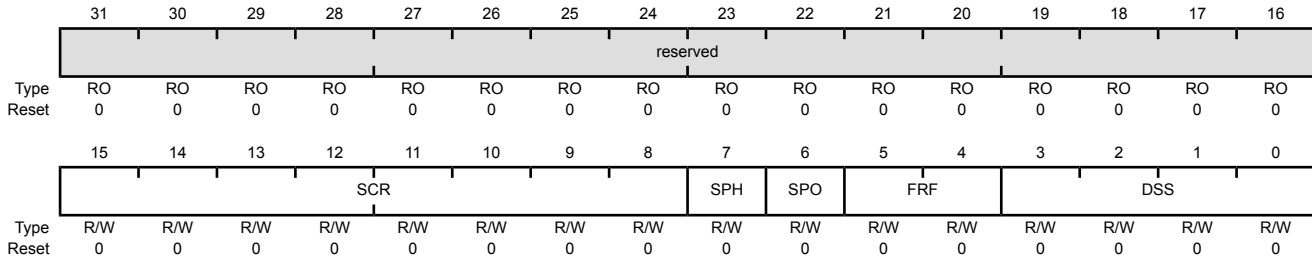 31 30 29 28 27 26 25 24 23 22 21 20 19 18 17 16
reserved
Type RO RO RO RO RO RO RO RO RO RO RO RO RO RO RO RO
Reset 0 0 0 0 0 0 0 0 0 0 0 0 0 0 0 0
15 14 13 12 11 10 9 8 7 6 5 4 3 2 1 0
SCR SPH SPO FRF DSS
Type R/W R/W R/W R/W R/W R/W R/W R/W R/W R/W R/W R/W R/W R/W R/W R/W
Reset 0 0 0 0 0 0 0 0 0 0 0 0 0 0 0 0